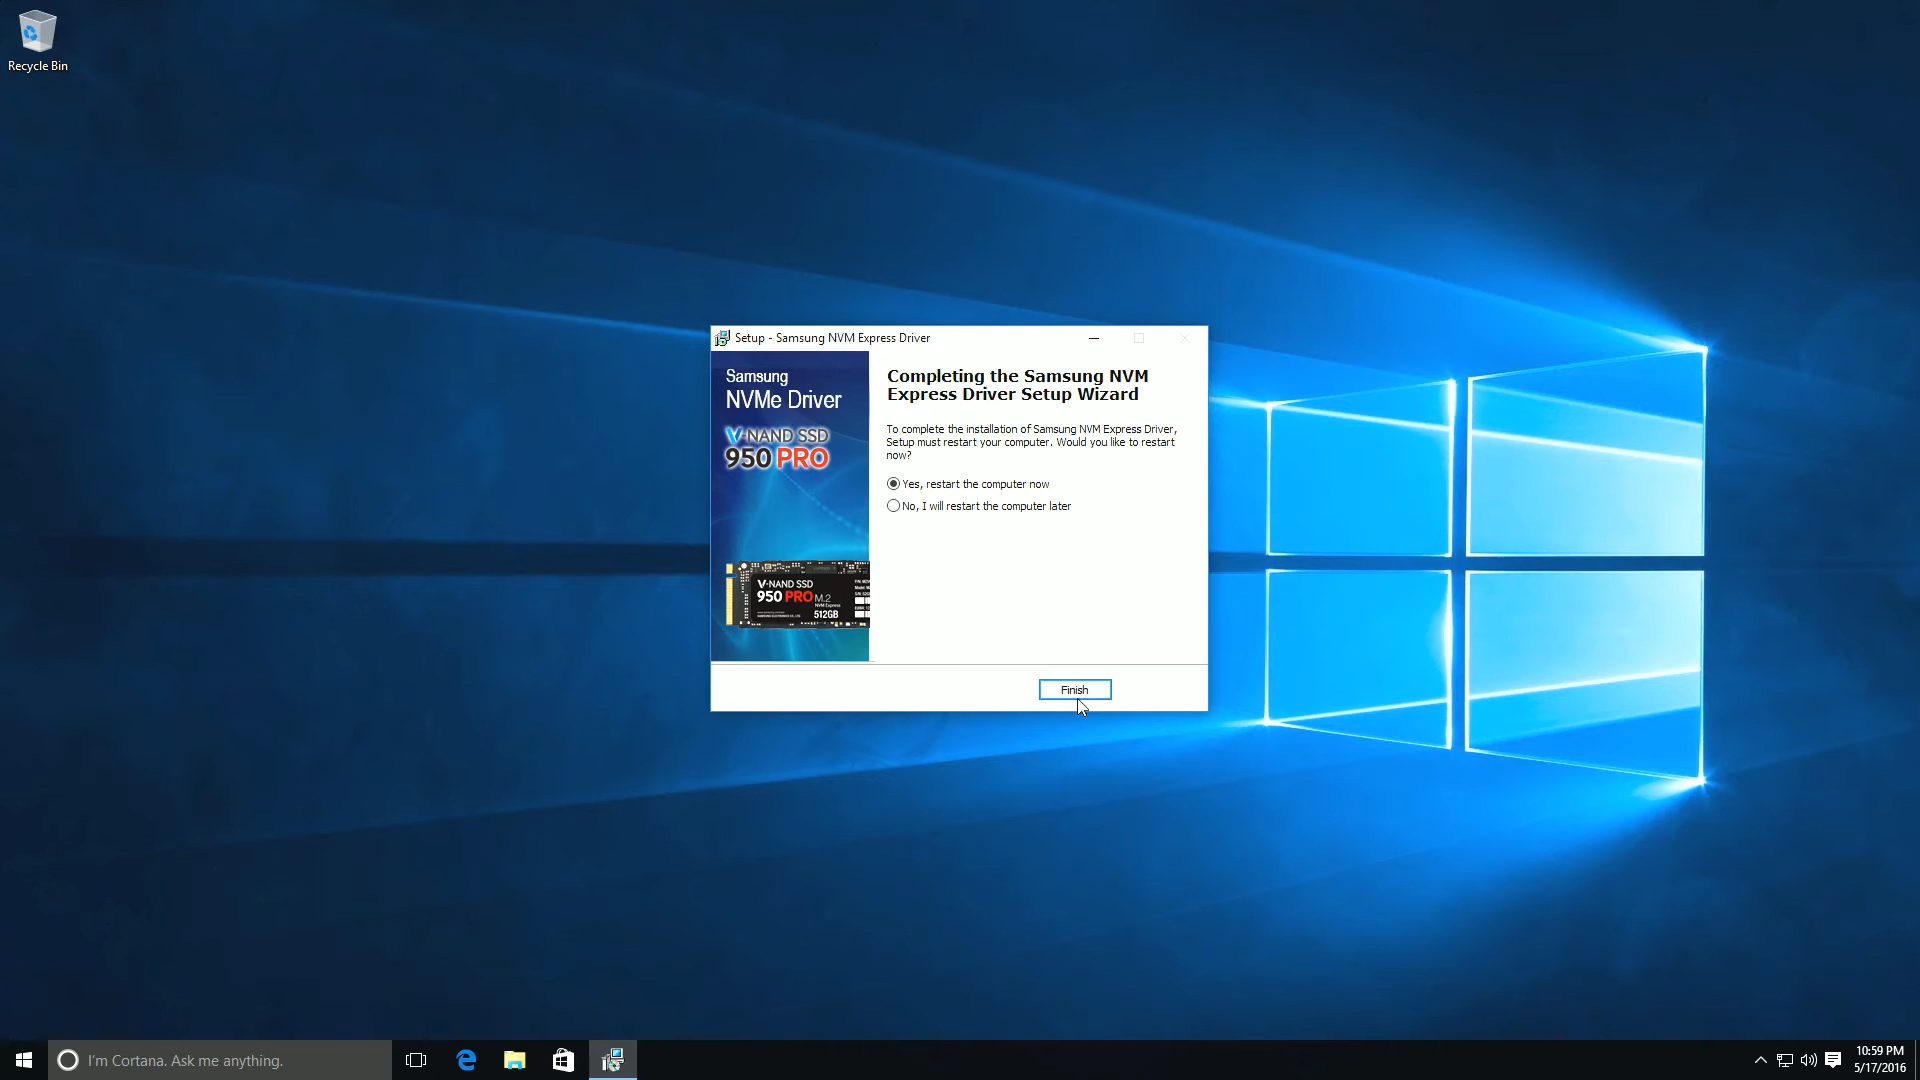 Recycle Bin
Setup - Samsung NVM Express Driver
Samsung
NVMe Driver
V-NAND SSD
950 PRO
V-NAND SSD
950 PRO M.2
NVM Express
512GB
Completing the Samsung NVM
Express Driver Setup Wizard
To complete the installation of Samsung NVM Express Driver,
Setup must restart your computer. Would you like to restart
now?
Yes, restart the computer now
No, I will restart the computer later
Finish
I'm Cortana. Ask me anything.
10:59 PM
5/17/2016